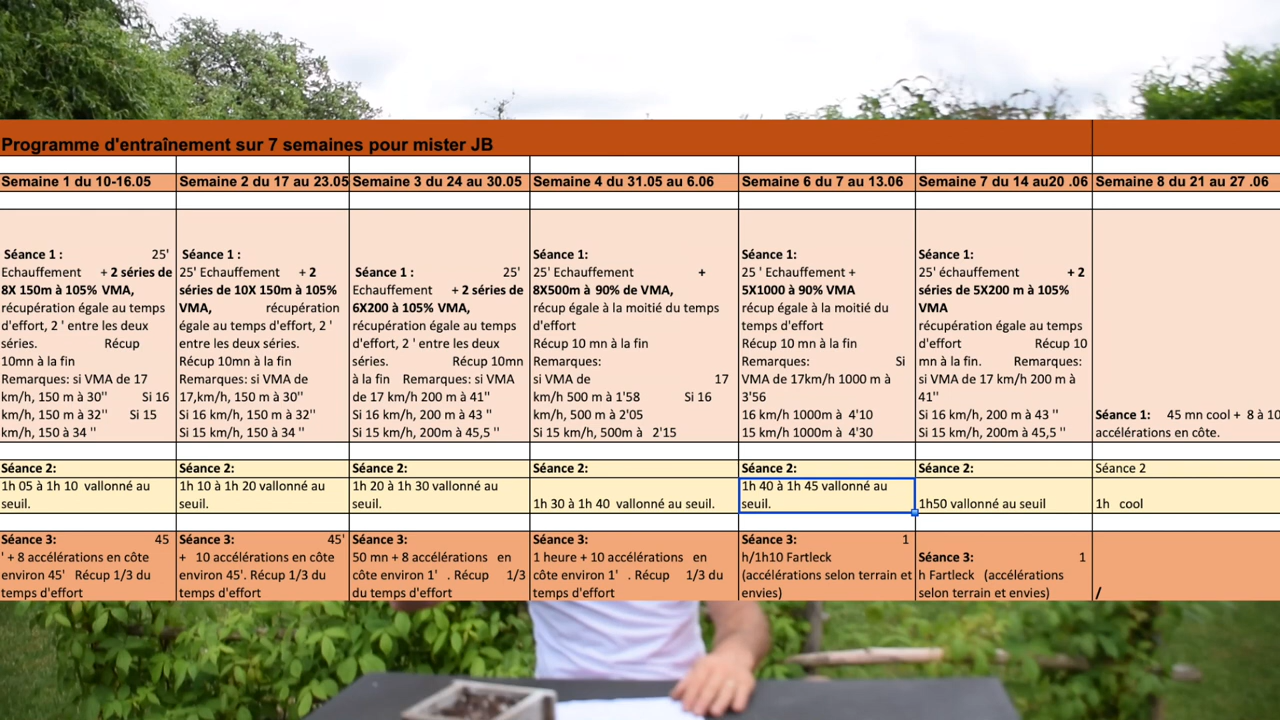 Programme d'entraînement sur 7 semaines pour mister JB
Semaine 1 du 10-16.05
Semaine 2 du 17 au 23.05
Semaine 3 du 24 au 30.05
Semaine 4 du 31.05 au 6.06
Semaine 6 du 7 au 13.06
Semaine 7 du 14 au20 .06
Semaine 8 du 21 au 27 .06
Séance 1 : 25'
Echauffement + 2 séries de
8X 150m à 105% VMA,
récupération égale au temps
d'effort, 2 ' entre les deux
séries. Récup
10mn à la fin
Remarques: si VMA de 17
km/h, 150 m à 30'' Si 16
km/h, 150 m à 32'' Si 15
km/h, 150 à 34 ''
Séance 1 :
25' Echauffement + 2
séries de 10X 150m à 105%
VMA, récupération
égale au temps d'effort, 2 '
entre les deux séries.
Récup 10mn à la fin
Remarques: si VMA de
17,km/h, 150 m à 30''
Si 16 km/h, 150 m à 32''
Si 15 km/h, 150 à 34 ''
Séance 1 : 25'
Echauffement + 2 séries de
6X200 à 105% VMA,
récupération égale au temps
d'effort, 2 ' entre les deux
séries. Récup 10mn
à la fin Remarques: si VMA
de 17 km/h 200 m à 41''
Si 16 km/h, 200 m à 43 ''
Si 15 km/h, 200m à 45,5 ''
Séance 1:
25' Echauffement +
8X500m à 90% de VMA,
récup égale à la moitié du temps
d'effort
Récup 10 mn à la fin
Remarques:
si VMA de 17
km/h 500 m à 1'58 Si 16
km/h, 500 m à 2'05
Si 15 km/h, 500m à 2'15
Séance 1:
25 ' Echauffement +
5X1000 à 90% VMA
récup égale à la moitié du
temps d'effort
Récup 10 mn à la fin
Remarques: Si
VMA de 17km/h 1000 m à
3'56
16 km/h 1000m à 4'10
15 km/h 1000m à 4'30
Séance 1:
25' échauffement + 2
séries de 5X200 m à 105%
VMA
récupération égale au temps
d'effort Récup 10
mn à la fin. Remarques:
si VMA de 17 km/h 200 m à
41''
Si 16 km/h, 200 m à 43 ''
Si 15 km/h, 200m à 45,5 ''
Séance 1: 45 mn cool + 8 à 10
accélérations en côte.
Séance 2:
1h 05 à 1h 10 vallonné au
seuil.
Séance 2:
1h 10 à 1h 20 vallonné au
seuil.
Séance 2:
1h 20 à 1h 30 vallonné au
seuil.
Séance 2:
1h 30 à 1h 40 vallonné au seuil.
Séance 2:
1h 40 à 1h 45 vallonné au
seuil.
Séance 2:
1h50 vallonné au seuil
Séance 2
1h cool
Séance 3: 45
' + 8 accélérations en côte
environ 45' Récup 1/3 du
temps d'effort
Séance 3: 45'
+ 10 accélérations en côte
environ 45'. Récup 1/3 du
temps d'effort
Séance 3:
50 mn + 8 accélérations en
côte environ 1' . Récup 1/3
du temps d'effort
Séance 3:
1 heure + 10 accélérations en
côte environ 1' . Récup 1/3 du
temps d'effort
Séance 3: 1
h/1h10 Fartleck
(accélérations selon terrain et
envies)
Séance 3: 1
h Fartleck (accélérations
selon terrain et envies)
/